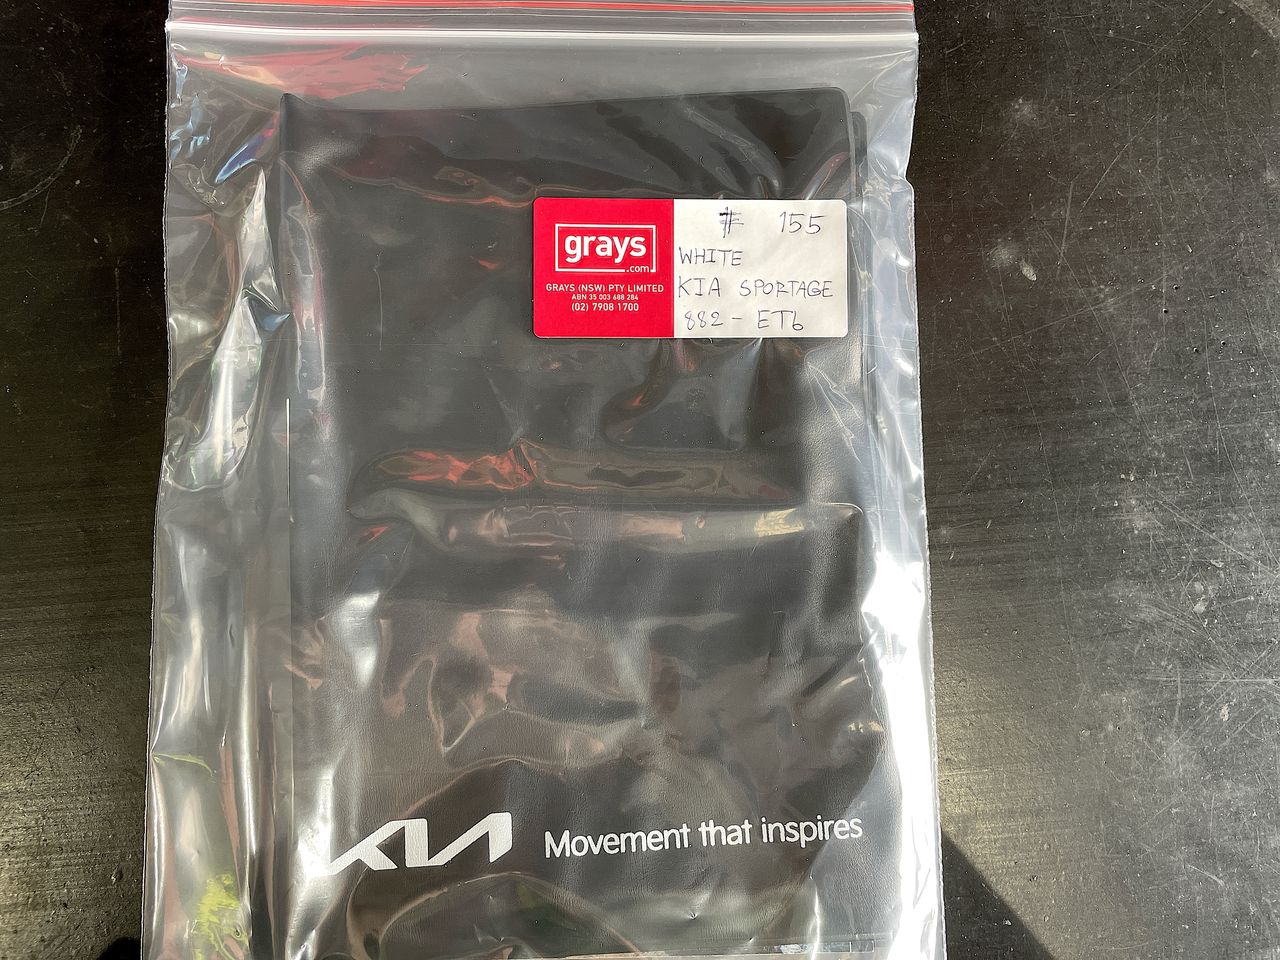 grays
.com
GRAYS (NSW) PTY LIMITED
ABN 35 003 688 284
(02) 7908 1700
# 155
WHITE
KIA SPORTAGE
882 - ET6
KIA Movement that inspires